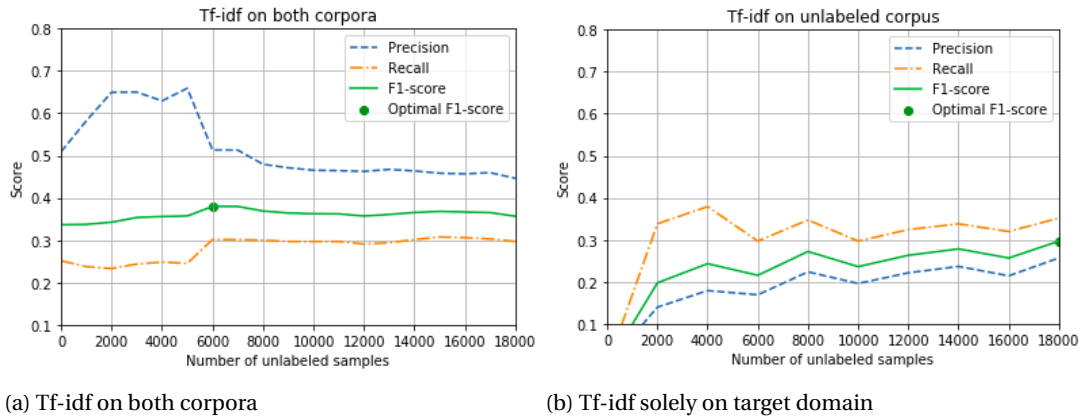 Tf-idf on both corpora
0.8
0.7
0.6
0.5
0.4
0.3
0.2
0.1
Score
Precision
Recall
F1-score
Optimal F1-score
0 2000 4000 6000 8000 10000 12000 14000 16000 18000
Number of unlabeled samples
(a) Tf-idf on both corpora
Tf-idf on unlabeled corpus
0.8
0.7
0.6
0.5
0.4
0.3
0.2
0.1
Score
Precision
Recall
F1-score
Optimal F1-score
0 2000 4000 6000 8000 10000 12000 14000 16000 18000
Number of unlabeled samples
(b) Tf-idf solely on target domain